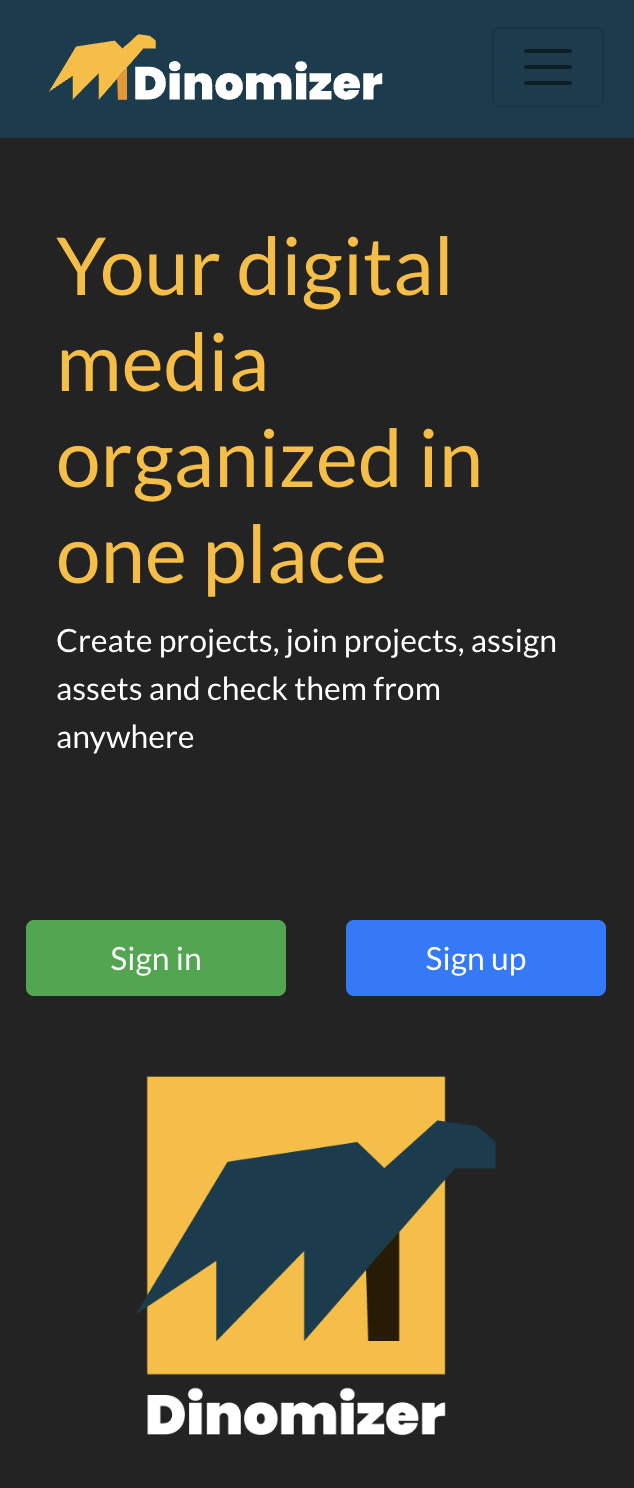 Dinomizer
Your digital
media
organized in
one place
Create projects, join projects, assign
assets and check them from
anywhere
Sign in
Sign up
Dinomizer